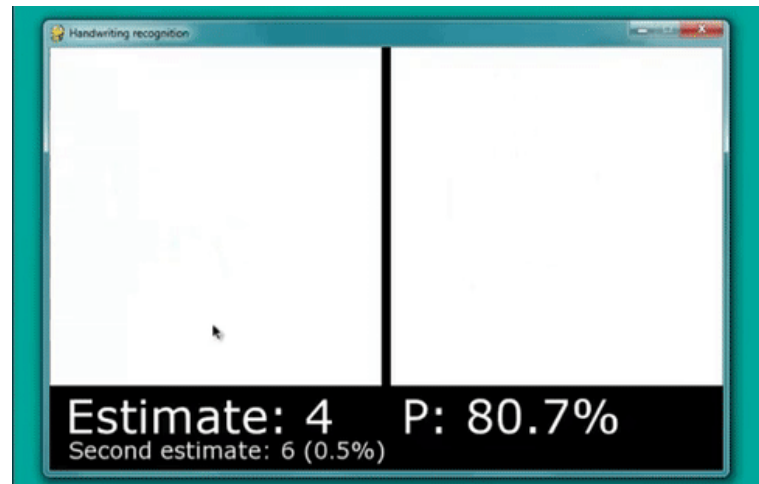 Handwriting recognition
Estimate: 4 P: 80.7%
Second estimate: 6 (0.5%)